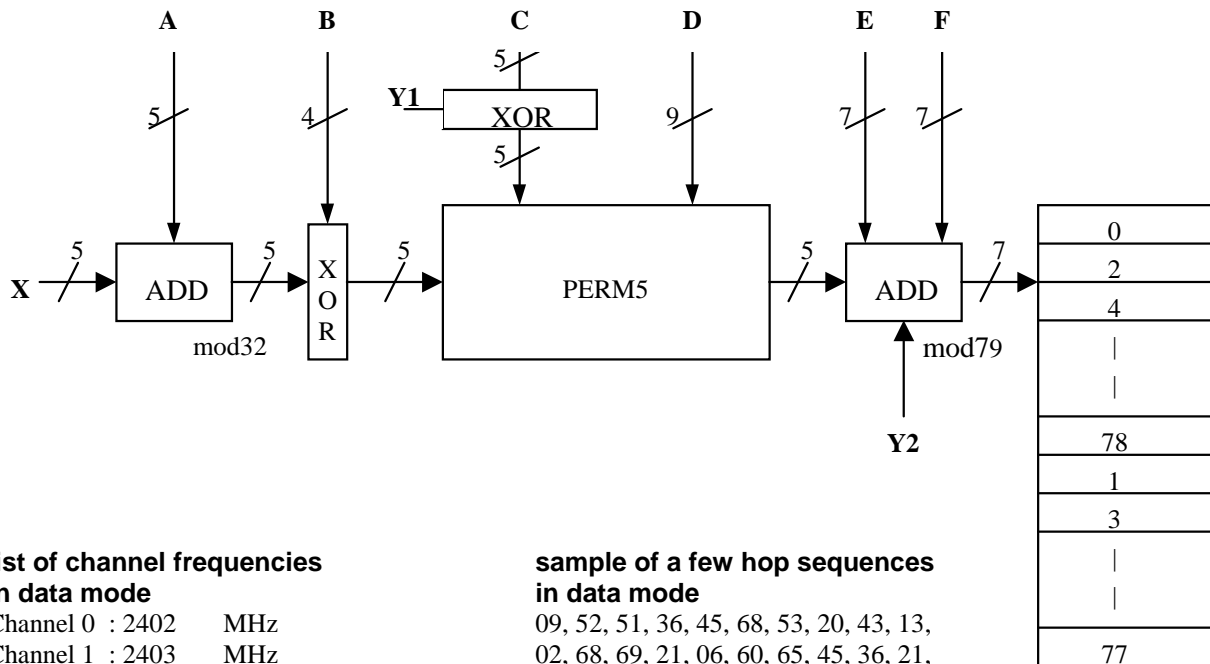 A B C D E F
5
Y1
XOR
5 4 9 7 7
5
0
5 5 X O R 5 5 7 2
X ADD PERM5 ADD 4
mod32 mod79
|
|
Y2 78
1
3
|
|
77
ist of channel frequencies
n data mode
Channel 0 : 2402 MHz
Channel 1 : 2403 MHz
sample of a few hop sequences
in data mode
09, 52, 51, 36, 45, 68, 53, 20, 43, 13,
02, 68, 69, 21, 06, 60, 65, 45, 36, 21,